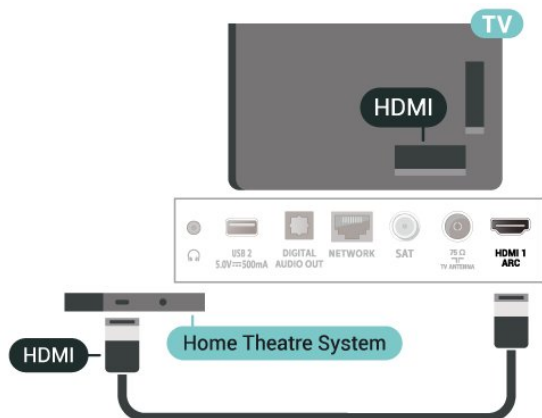 TV
HDMI
USB 2
5.0V⎓500mA
DIGITAL
AUDIO OUT
NETWORK
SAT
75 Ω
TV ANTENNA
HDMI 1
ARC
Home Theatre System
HDMI